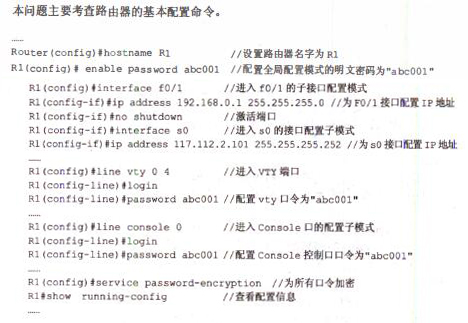 本问题主要考查路由器的基本配置命令。
……
Router(config)#hostname R1 //设置路由器名字为 R1
R1(config)# enable password abc001 //配置全局配置模式的明文密码为"abc001"
R1(config)#interface f0/1 //进入 f0/1 的子接口配置模式
R1(config-if)#ip address 192.168.0.1 255.255.255.0 //为 F0/1 接口配置 IP 地址
R1(config-if)#no shutdown //激活端口
R1(config-if)#interface s0 //进入 s0 的接口配置子模式
R1(config-if)#ip address 117.112.2.101 255.255.255.252 //为 s0 接口配置 IP 地址
……
R1(config)#line vty 0 4 //进入 VTY 端口
R1(config-line)#login
R1(config-line)#password abc001 //配置 vty 口令为"abc001"
……
R1(config)#line console 0 //进入 Console 口的配置子模式
R1(config-line)#login
R1(config-line)#password abc001 //配置 Console 控制口口令为"abc001"
……
R1(config)#service password-encryption //为所有口令加密
R1#show running-config //查看配置信息
……